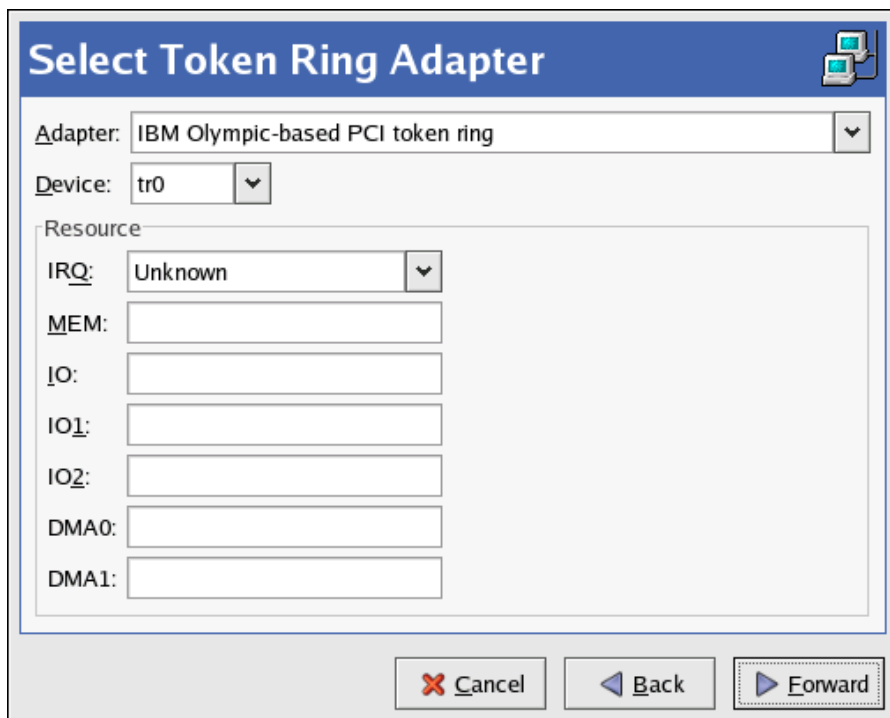 Select Token Ring Adapter
Adapter: IBM Olympic-based PCI token ring
Device: tr0
Resource
IRQ: Unknown
MEM:
IO:
IO1:
IO2:
DMA0:
DMA1:
Cancel Back Forward